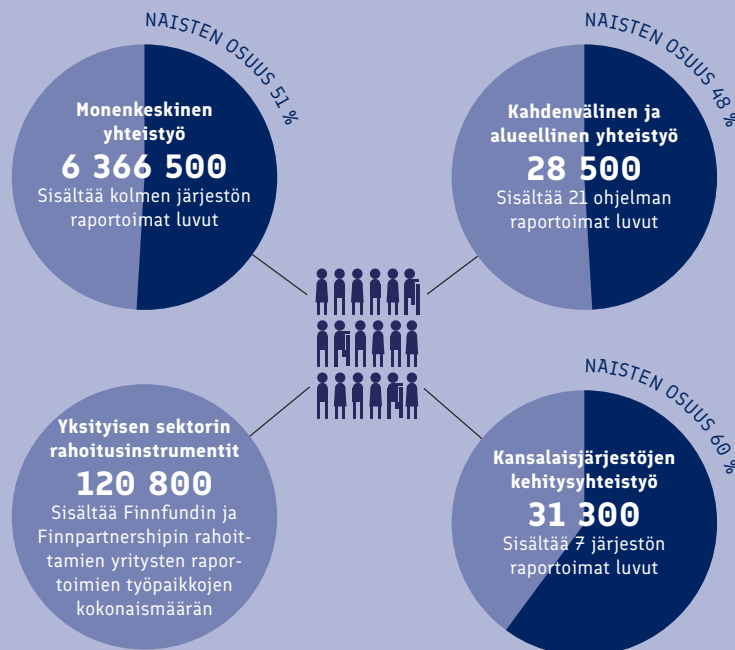 NAISTEN OSUUS 51 %
Monenkeskinen
yhteistyö
6 366 500
Sisältää kolmen järjestön
raportoimat luvut
NAISTEN OSUUS 48 %
Kahdenvälinen ja
alueellinen yhteistyö
28 500
Sisältää 21 ohjelman
raportoimat luvut
Yksityisen sektorin
rahoitusinstrumentit
120 800
Sisältää Finnfundin ja
Finnpartnershipin rahoit-
tamien yritysten rapor-
toimien työpaikkojen
kokonaismäärän
NAISTEN OSUUS 60 %
Kansalaisjärjestöjen
kehitysyhteistyö
31 300
Sisältää 7 järjestön
raportoimat luvut